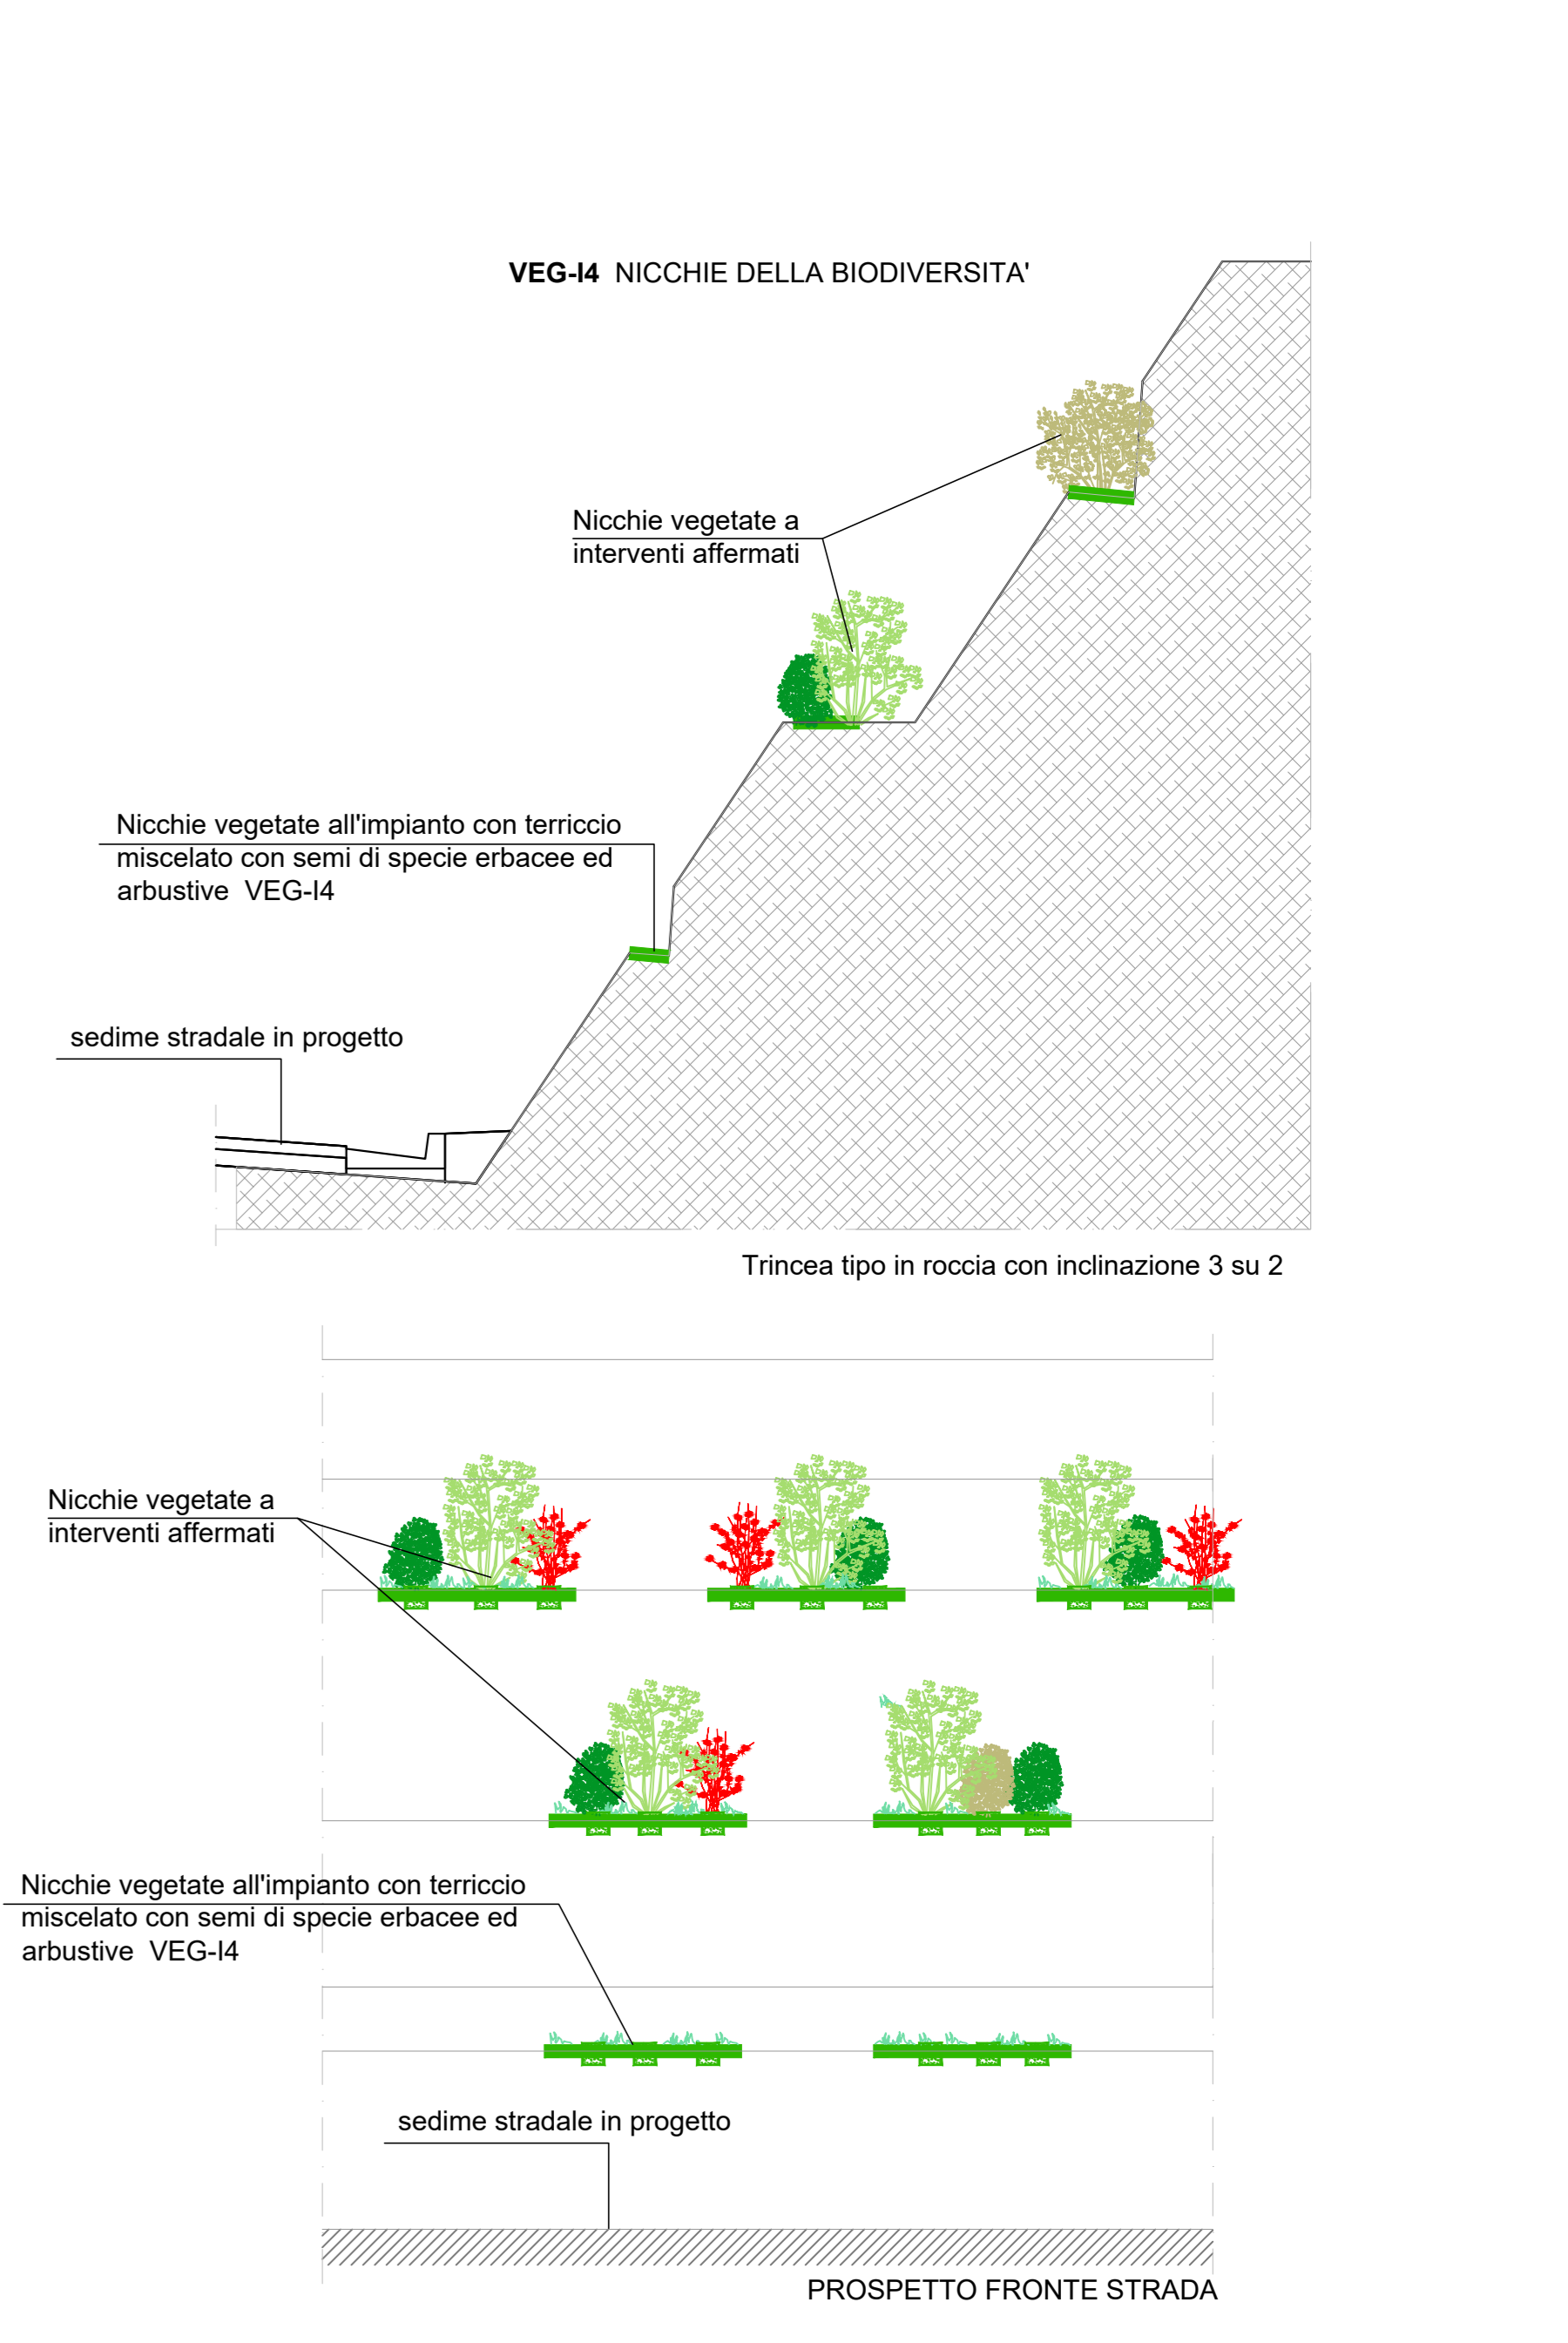 VEG-I4  NICCHIE DELLA BIODIVERSITA'
Nicchie vegetate a
interventi affermati
Nicchie vegetate all'impianto con terriccio
miscelato con semi di specie erbacee ed
arbustive  VEG-I4
sedime stradale in progetto
Trincea tipo in roccia con inclinazione 3 su 2
Nicchie vegetate a
interventi affermati
Nicchie vegetate all'impianto con terriccio
miscelato con semi di specie erbacee ed
arbustive  VEG-I4
sedime stradale in progetto
PROSPETTO FRONTE STRADA